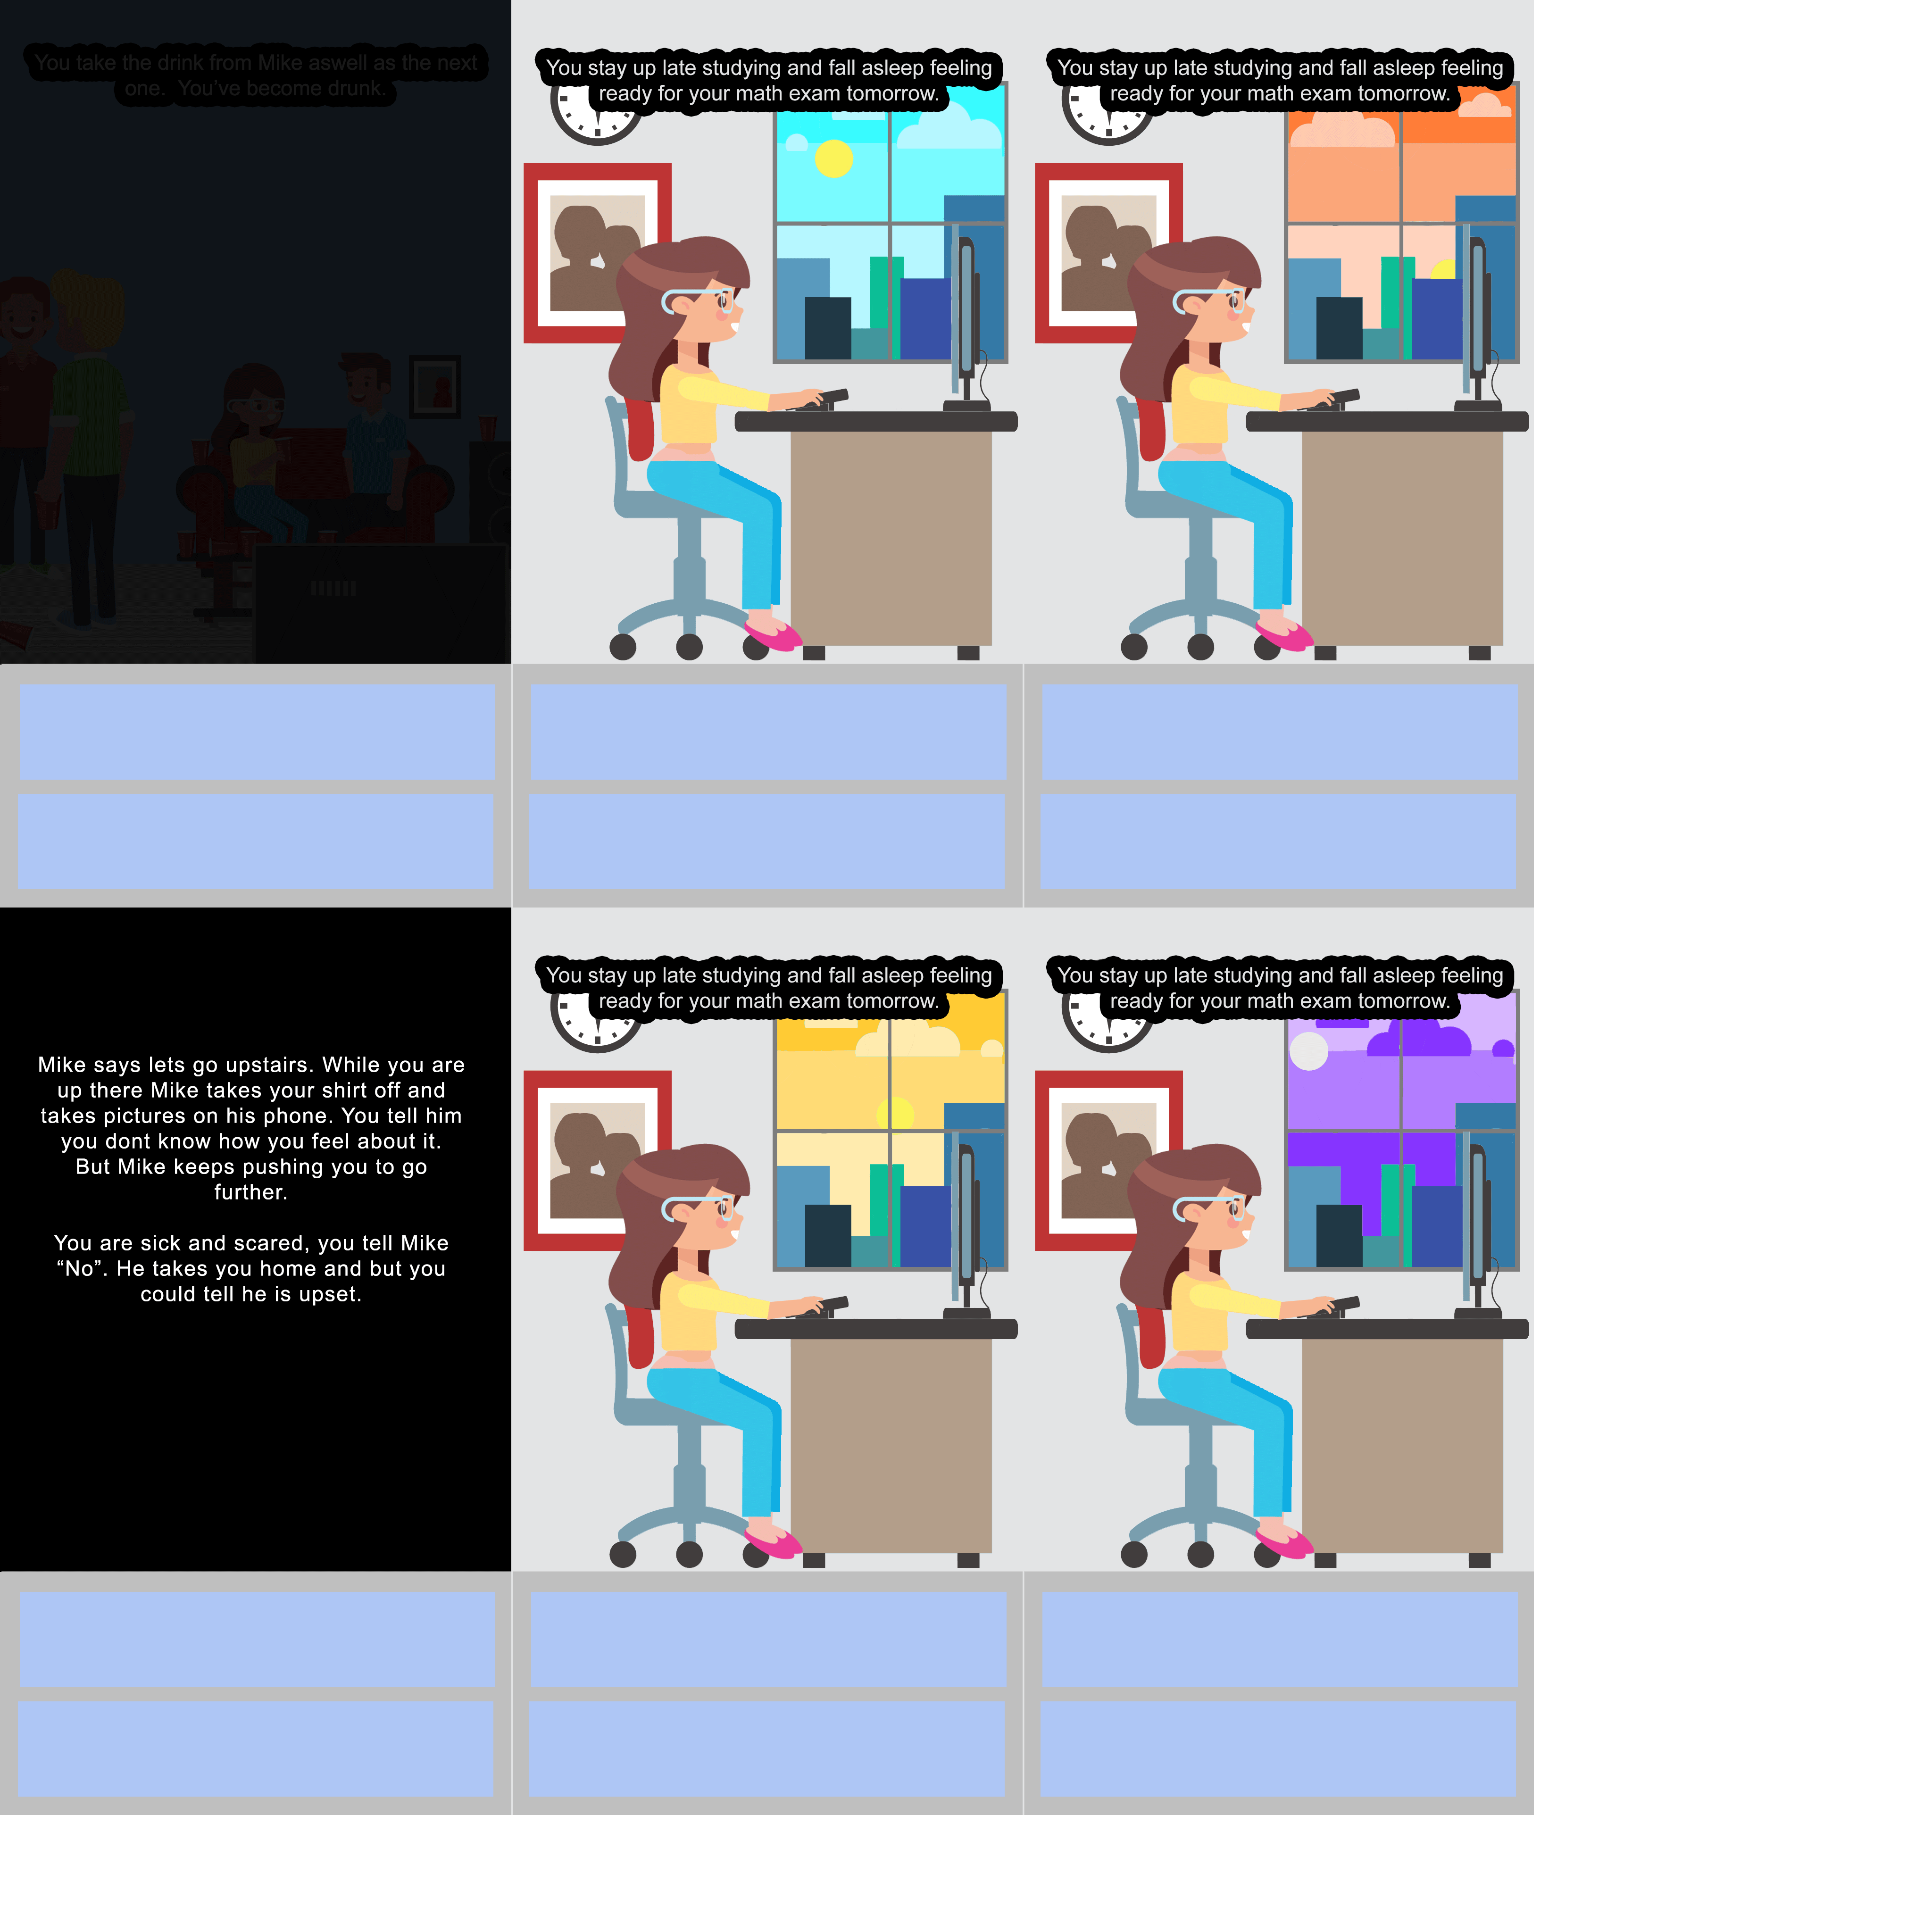 You take the drink from Mike aswell as the next
one.  You've become drunk.
You stay up late studying and fall asleep feeling
ready for your math exam tomorrow.
You stay up late studying and fall asleep feeling
ready for your math exam tomorrow.
Mike says lets go upstairs. While you are
up there Mike takes your shirt off and
takes pictures on his phone. You tell him
you dont know how you feel about it.
But Mike keeps pushing you to go
further.
You are sick and scared, you tell Mike
“No”. He takes you home and but you
could tell he is upset.
You stay up late studying and fall asleep feeling
ready for your math exam tomorrow.
You stay up late studying and fall asleep feeling
ready for your math exam tomorrow.